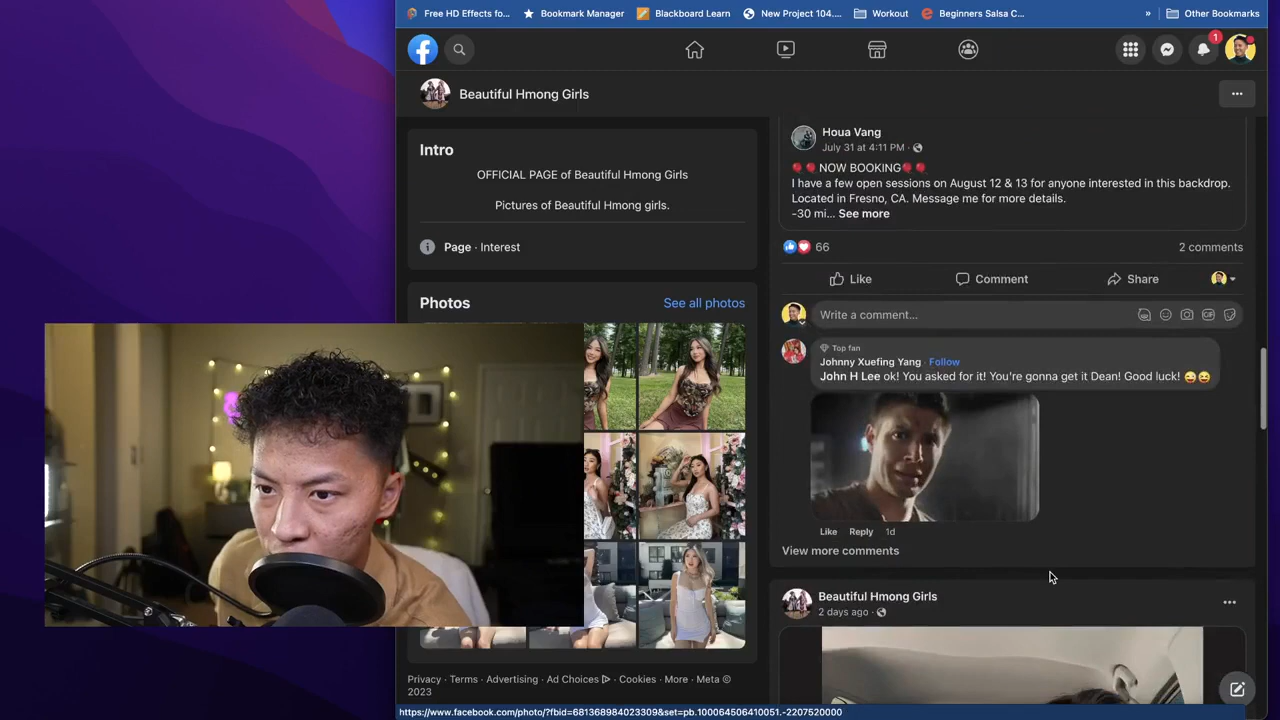 Free HD Effects fo...
Bookmark Manager
Blackboard Learn
New Project 104....
Workout
Beginners Salsa C...
»
Other Bookmarks
1
Beautiful Hmong Girls
Intro
OFFICIAL PAGE of Beautiful Hmong Girls
Pictures of Beautiful Hmong girls.
Page · Interest
Photos
See all photos
Privacy · Terms · Advertising · Ad Choices · Cookies · More · Meta ©
2023
Houa Vang
July 31 at 4:11 PM ·
🎈🎈NOW BOOKING🎈🎈
I have a few open sessions on August 12 & 13 for anyone interested in this backdrop.
Located in Fresno, CA. Message me for more details.
-30 mi... See more
66
2 comments
Like
Comment
Share
Write a comment...
GIF
Top fan
Johnny Xuefing Yang · Follow
John H Lee ok! You asked for it! You're gonna get it Dean! Good luck! 😜😆
Like Reply 1d
View more comments
Beautiful Hmong Girls
2 days ago ·
https://www.facebook.com/photo/?fbid=681368984023309&set=pb.100064506410051.-2207520000